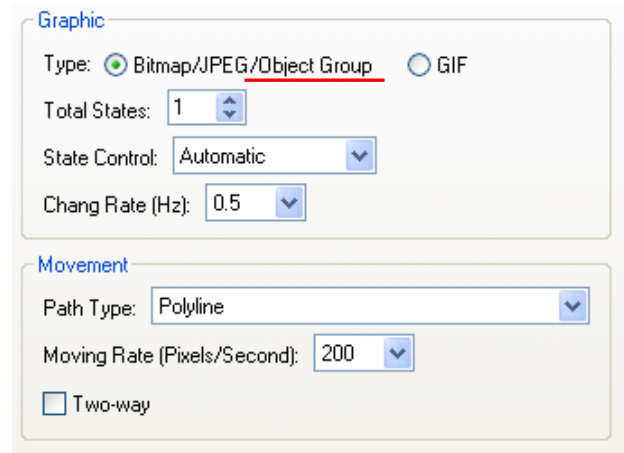 Graphic
Type: Bitmap/JPEG/Object Group GIF
Total States: 1
State Control: Automatic
Chang Rate (Hz): 0.5
Movement
Path Type: Polyline
Moving Rate (Pixels/Second): 200
Two-way